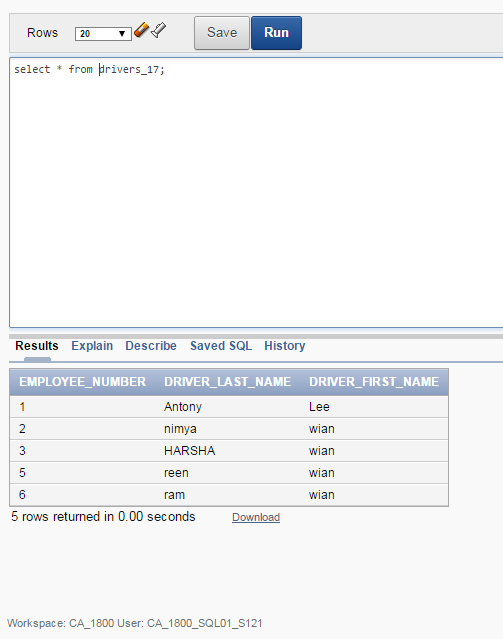 Rows 20 Save Run
select * from drivers_17;
Results Explain Describe Saved SQL History
EMPLOYEE_NUMBER DRIVER_LAST_NAME DRIVER_FIRST_NAME
1 Antony Lee
2 nimya wian
3 HARSHA wian
5 reen wian
6 ram wian
5 rows returned in 0.00 seconds Download
Workspace: CA_1800 User: CA_1800_SQL01_S121